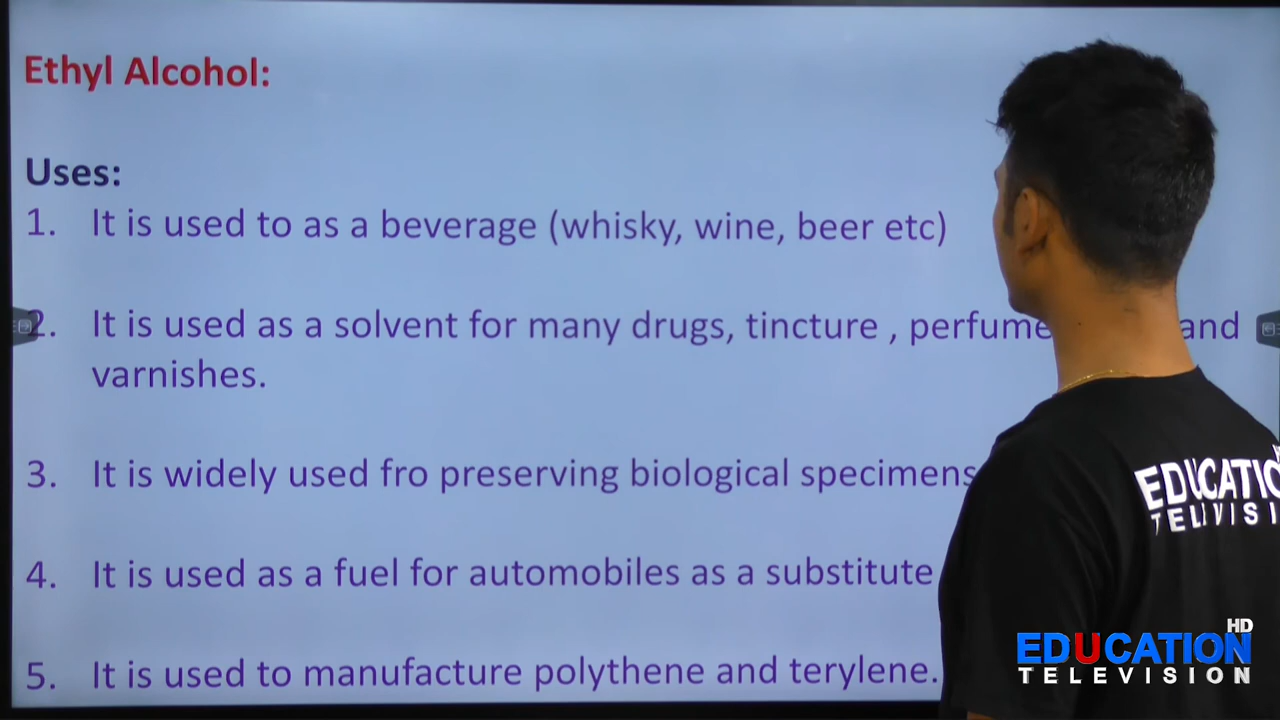 Ethyl Alcohol:
Uses:
1. It is used to as a beverage (whisky, wine, beer etc)
2. It is used as a solvent for many drugs, tincture , perfume and
varnishes.
3. It is widely used fro preserving biological specimens
4. It is used as a fuel for automobiles as a substitute
5. It is used to manufacture polythene and terylene.
EDUCATIO
TELEVISI
HD
EDUCATION
TELEVISION